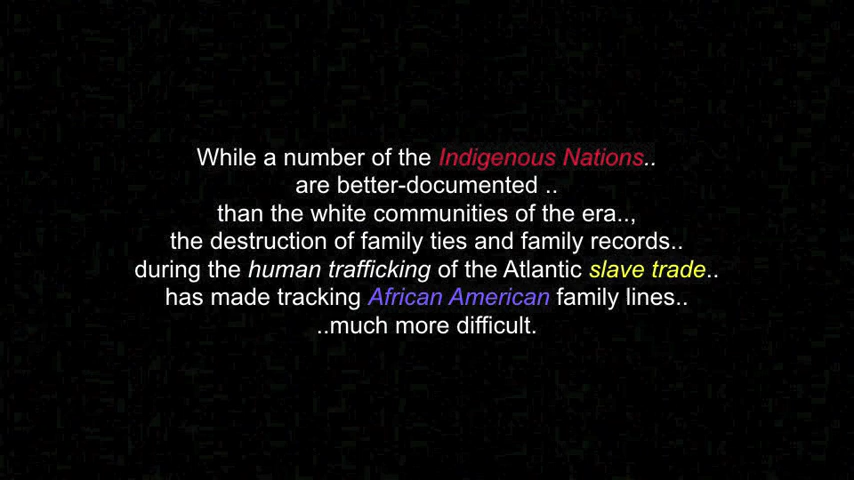 While a number of the Indigenous Nations..
are better-documented ..
than the white communities of the era..,
the destruction of family ties and family records..
during the human trafficking of the Atlantic slave trade..
has made tracking African American family lines..
..much more difficult.